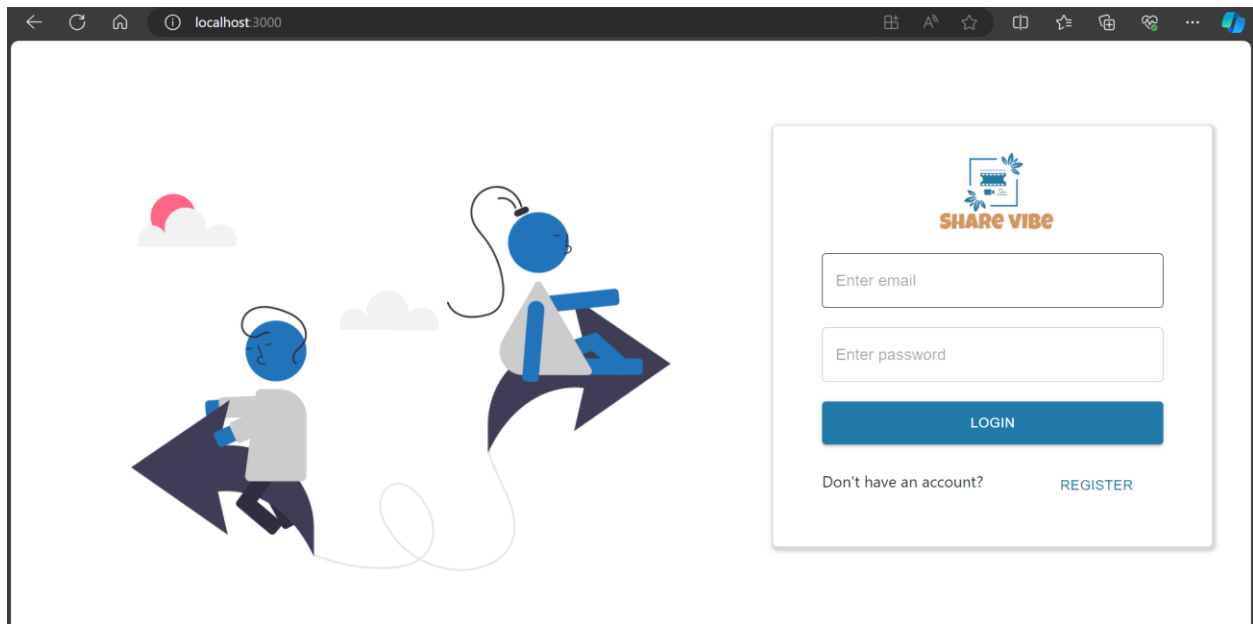 localhost:3000
SHARe VIBe
Enter email
Enter password
LOGIN
Don't have an account?
REGISTER